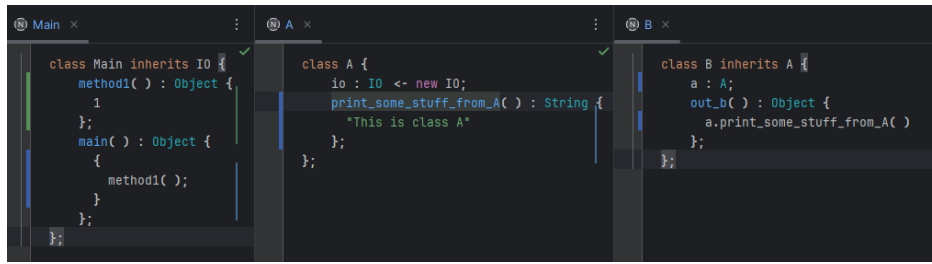 Main ×
class Main inherits IO {
method1( ) : Object {
1
};
main( ) : Object {
{
method1( );
}
};
};
A ×
class A {
io : IO <- new IO;
print_some_stuff_from_A( ) : String {
"This is class A"
};
};
B ×
class B inherits A {
a : A;
out_b( ) : Object {
a.print_some_stuff_from_A( )
};
};